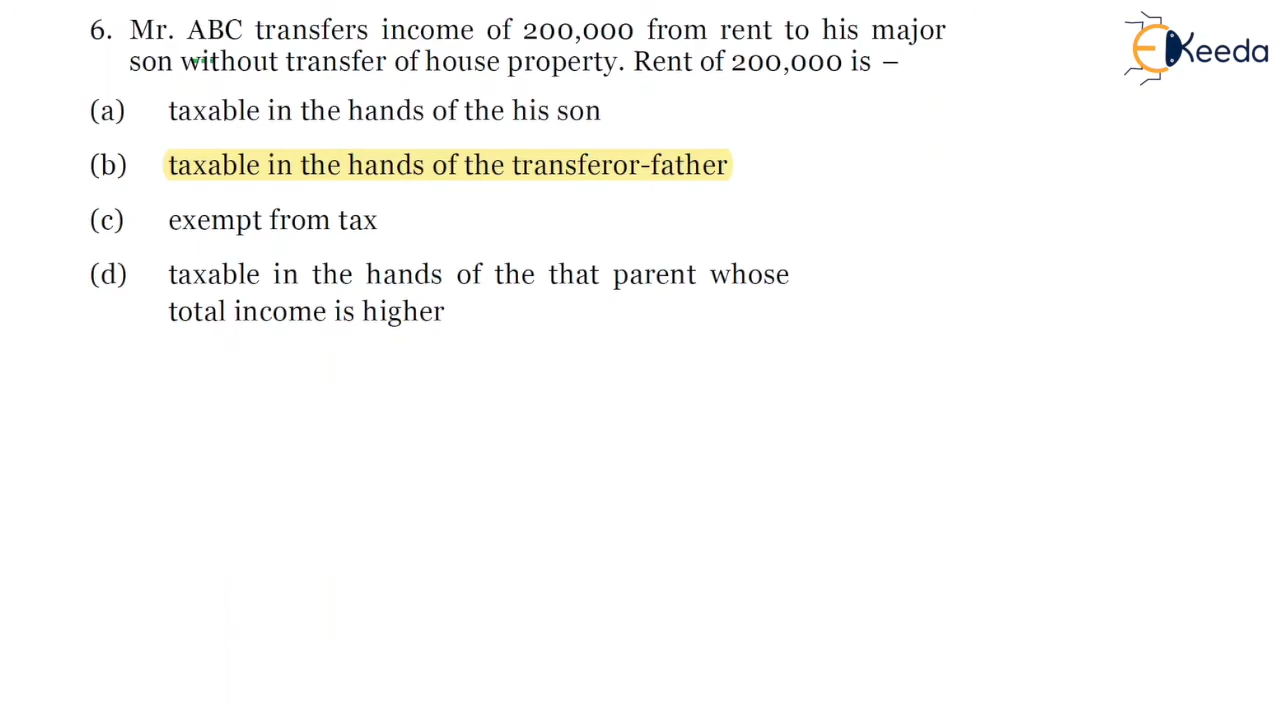 6. Mr. ABC transfers income of 200,000 from rent to his major
son without transfer of house property. Rent of 200,000 is –
(a) taxable in the hands of the his son
(b) taxable in the hands of the transferor-father
(c) exempt from tax
(d) taxable in the hands of the that parent whose
total income is higher
EKeeda